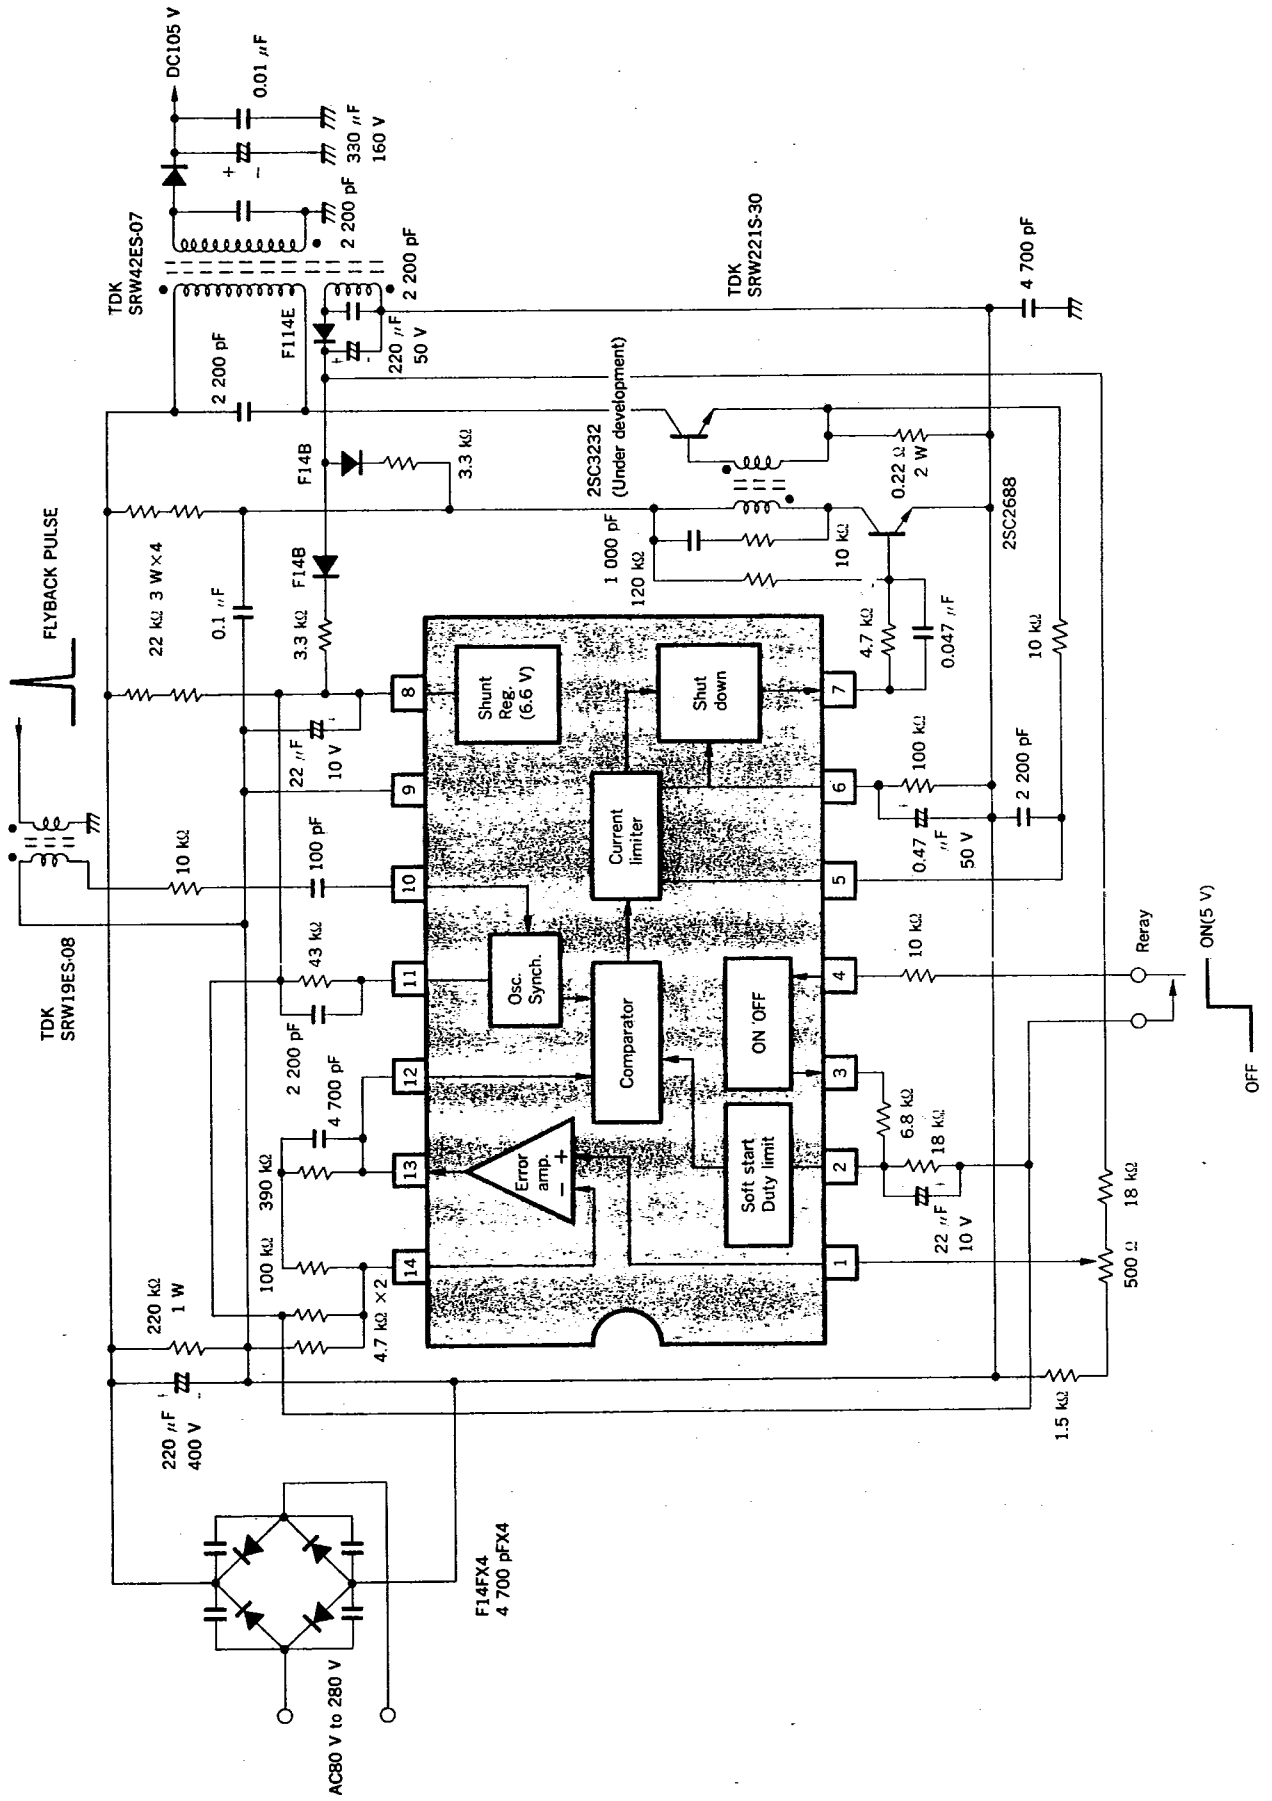 FLYBACK PULSE
TDK
SRW19ES-08
TDK
SRW42ES-07
DC105 V
0.01 μF
330 μF
160 V
2 200 pF
2 200 pF
F114E
220 μF
50 V
2 200 pF
F14B
3.3 kΩ
22 kΩ 3 W×4
0.1 μF
F14B
3.3 kΩ
22 μF
10 V
10 kΩ
100 pF
43 kΩ
2 200 pF
4 700 pF
390 kΩ
100 kΩ
4.7 kΩ ×2
220 kΩ
1 W
220 μF
400 V
+
-
+
-
+
-
AC80 V to 280 V
F14FX4
4 700 pFX4
14
13
12
11
10
9
8
Error
amp.
-
+
Osc.
Synch.
Comparator
Soft start
Duty limit
ON/OFF
Current
limiter
Shut
down
Shunt
Reg.
(6.6 V)
1
2
3
4
5
6
7
2SC3232
(Under development)
TDK
SRW221S-30
1 000 pF
120 kΩ
10 kΩ
0.22 Ω
2 W
2SC2688
4 700 pF
4.7 kΩ
0.047 μF
10 kΩ
100 kΩ
0.47
μF
50 V
2 200 pF
10 kΩ
Reray
ON(5 V)
OFF
6.8 kΩ
18 kΩ
22 μF
10 V
18 kΩ
500 Ω
1.5 kΩ